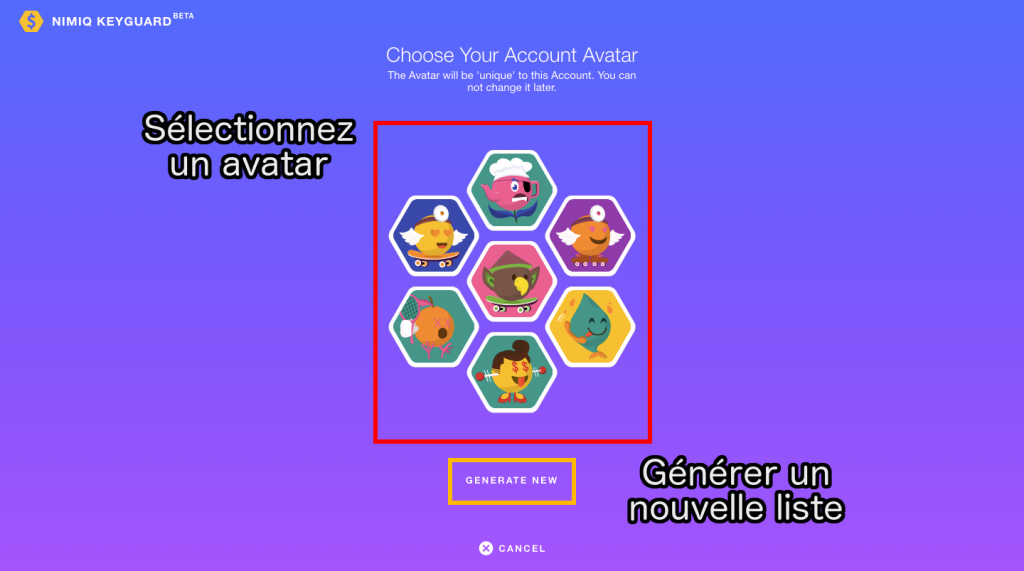 NIMIQ KEYGUARD BETA
Choose Your Account Avatar
The Avatar will be 'unique' to this Account. You can
not change it later.
Sélectionnez
un avatar
GENERATE NEW
Générer un
nouvelle liste
CANCEL